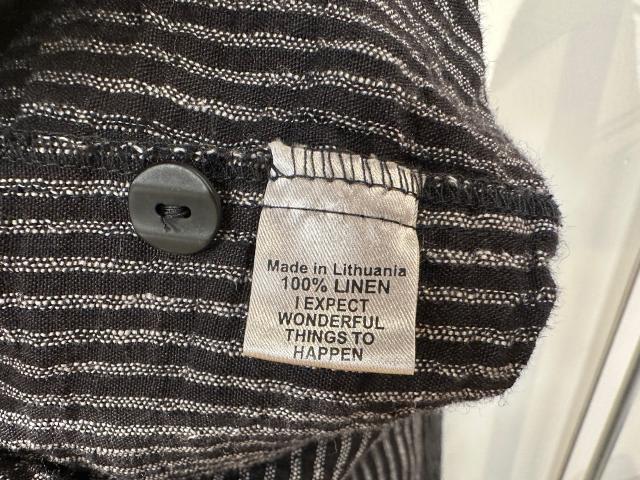 Made in Lithuania
100% LINEN
I EXPECT
WONDERFUL
THINGS TO
HAPPEN